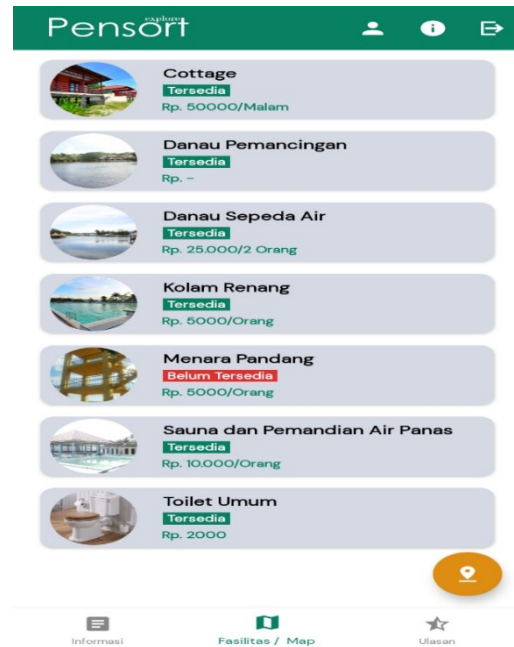 explore
Pensört
Cottage
Tersedia
Rp. 50000/Malam
Danau Pemancingan
Tersedia
Rp. -
Danau Sepeda Air
Tersedia
Rp. 25.000/2 Orang
Kolam Renang
Tersedia
Rp. 5000/Orang
Menara Pandang
Belum Tersedia
Rp. 5000/Orang
Sauna dan Pemandian Air Panas
Tersedia
Rp. 10.000/Orang
Toilet Umum
Tersedia
Rp. 2000
Informasi
Fasilitas / Map
Ulasan